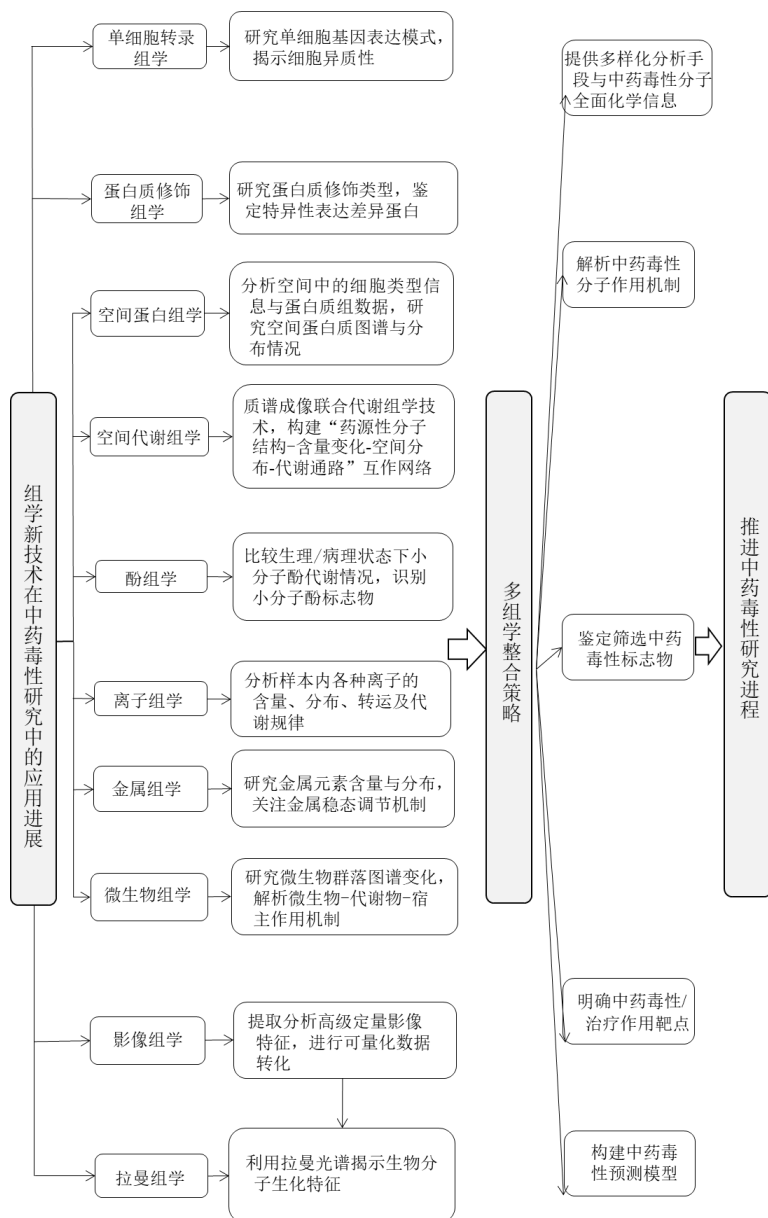 单细胞转录
组学
研究单细胞基因表达模式，
揭示细胞异质性
蛋白质修饰
组学
研究蛋白质修饰类型，鉴
定特异性表达差异蛋白
空间蛋白组学
分析空间中的细胞类型信
息与蛋白质组数据，研
究空间蛋白质图谱与分
布情况
空间代谢组学
质谱成像联合代谢组学技
术，构建“药源性分子
结构-含量变化-空间分
布-代谢通路”互作网络
酚组学
比较生理/病理状态下小
分子酚代谢情况，识别
小分子酚标志物
离子组学
分析样本内各种离子的
含量、分布、转运及代
谢规律
金属组学
研究金属元素含量与分布，
关注金属稳态调节机制
微生物组学
研究微生物群落图谱变化，
解析微生物-代谢物-宿
主作用机制
影像组学
提取分析高级定量影像
特征，进行可量化数据
转化
拉曼组学
利用拉曼光谱揭示生物分
子生化特征
组学新技术在中药毒性研究中的应用进展
多组学整合策略
提供多样化分析手
段与中药毒性分子
全面化学信息
解析中药毒性
分子作用机制
鉴定筛选中药
毒性标志物
明确中药毒性/
治疗作用靶点
构建中药毒
性预测模型
推进中药毒性研究进程